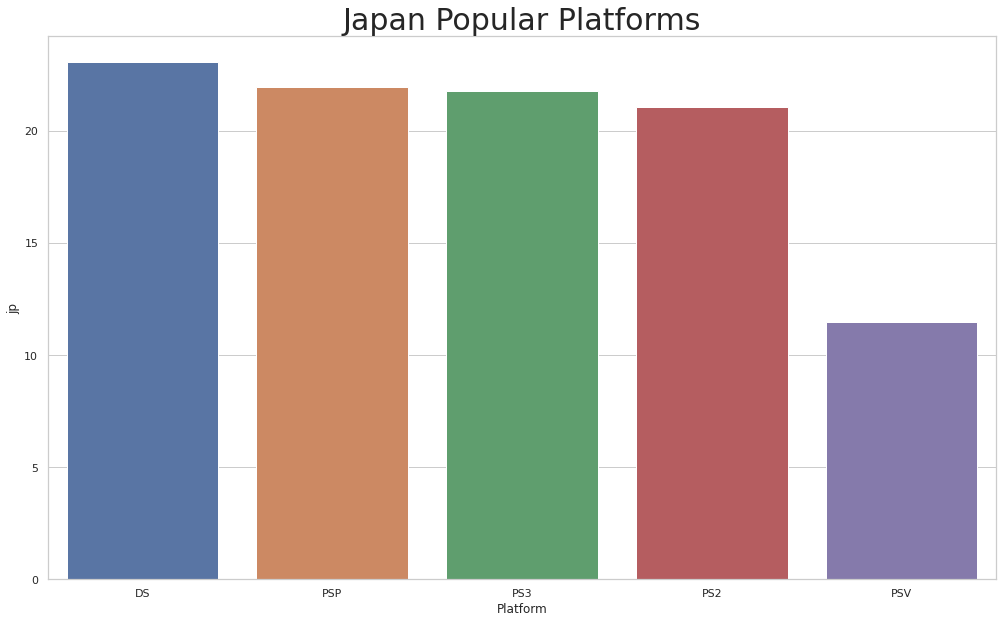 Japan Popular Platforms
20
15
10
5
0
jp
DS PSP PS3 PS2 PSV
Platform